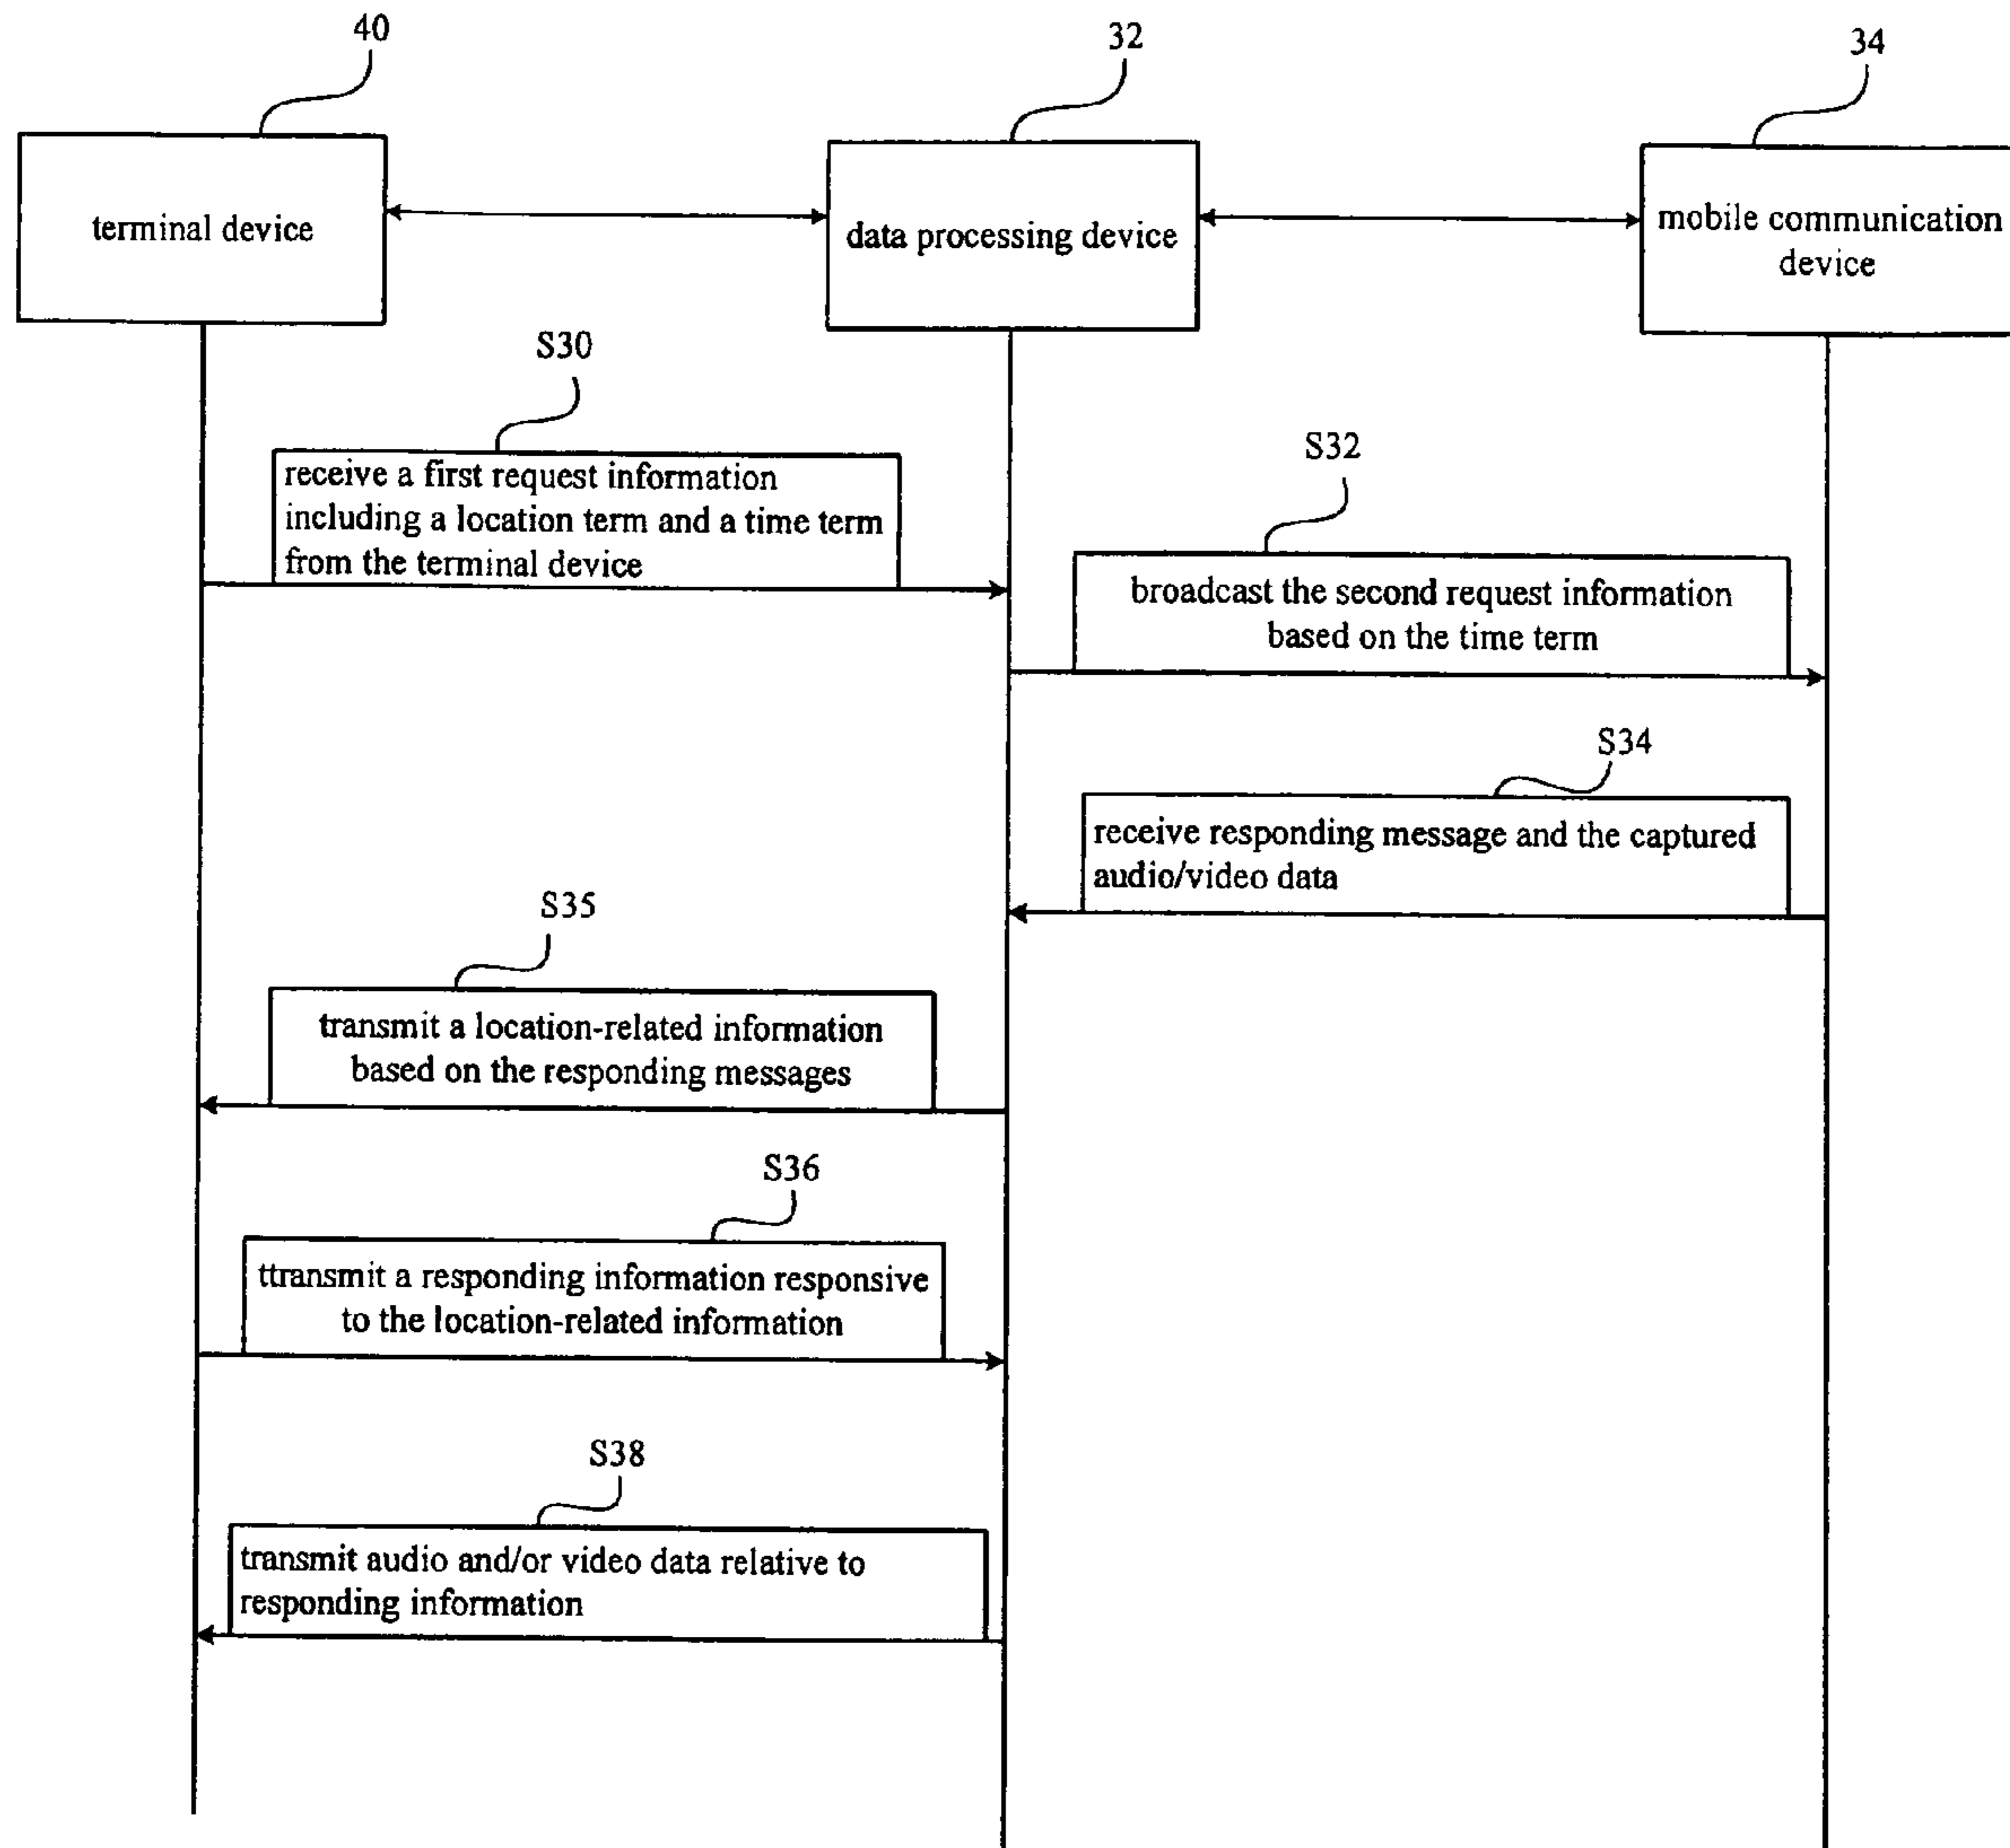 40
32
34
terminal device
data processing device
mobile communication
device
S30
receive a first request information
including a location term and a time term
from the terminal device
S32
broadcast the second request information
based on the time term
S34
receive responding message and the captured
audio/video data
S35
transmit a location-related information
based on the responding messages
S36
ttransmit a responding information responsive
to the location-related information
S38
transmit audio and/or video data relative to
responding information